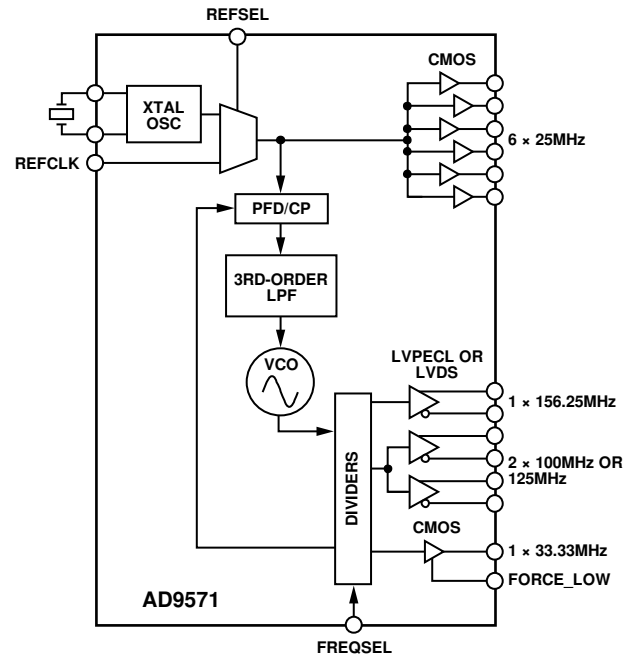 REFSEL
CMOS
XTAL
OSC
6 × 25MHz
REFCLK
PFD/CP
3RD-ORDER
LPF
VCO
LVPECL OR
LVDS
1 × 156.25MHz
2 × 100MHz OR
125MHz
DIVIDERS
CMOS
1 × 33.33MHz
FORCE_LOW
AD9571
FREQSEL